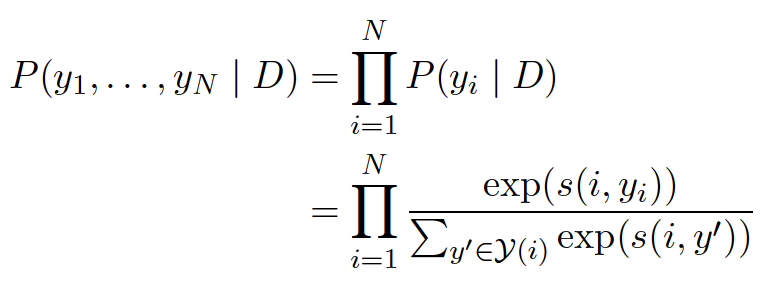 P(y_1, \ldots, y_N \mid D) = \prod_{i=1}^{N} P(y_i \mid D)
= \prod_{i=1}^{N} \frac{\exp(s(i, y_i))}{\sum_{y' \in \mathcal{Y}(i)} \exp(s(i, y'))}